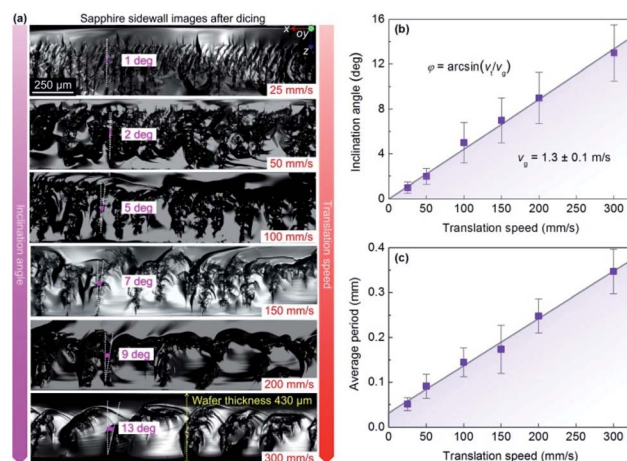 (a) Sapphire sidewall images after dicing
x oy
z
1 deg
250 μm
25 mm/s
2 deg
50 mm/s
5 deg
100 mm/s
7 deg
150 mm/s
9 deg
200 mm/s
Wafer thickness 430 μm
13 deg
300 mm/s
Inclination angle
Translation speed
(b)
16
12
8
4
0
Inclination angle (deg)
φ = arcsin(vt/vg)
vg = 1.3 ± 0.1 m/s
0 50 100 150 200 250 300
Translation speed (mm/s)
(c)
0.4
0.3
0.2
0.1
0.0
Average period (mm)
0 50 100 150 200 250 300
Translation speed (mm/s)